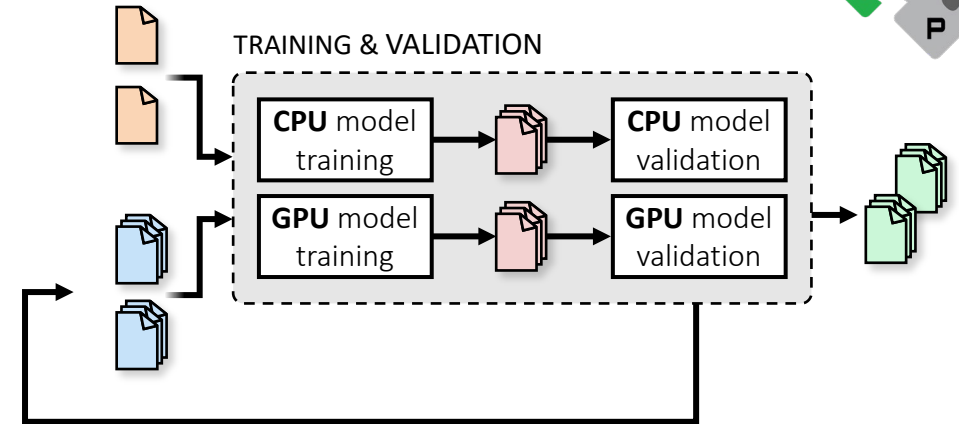 P
TRAINING & VALIDATION
CPU model
training
CPU model
validation
GPU model
training
GPU model
validation